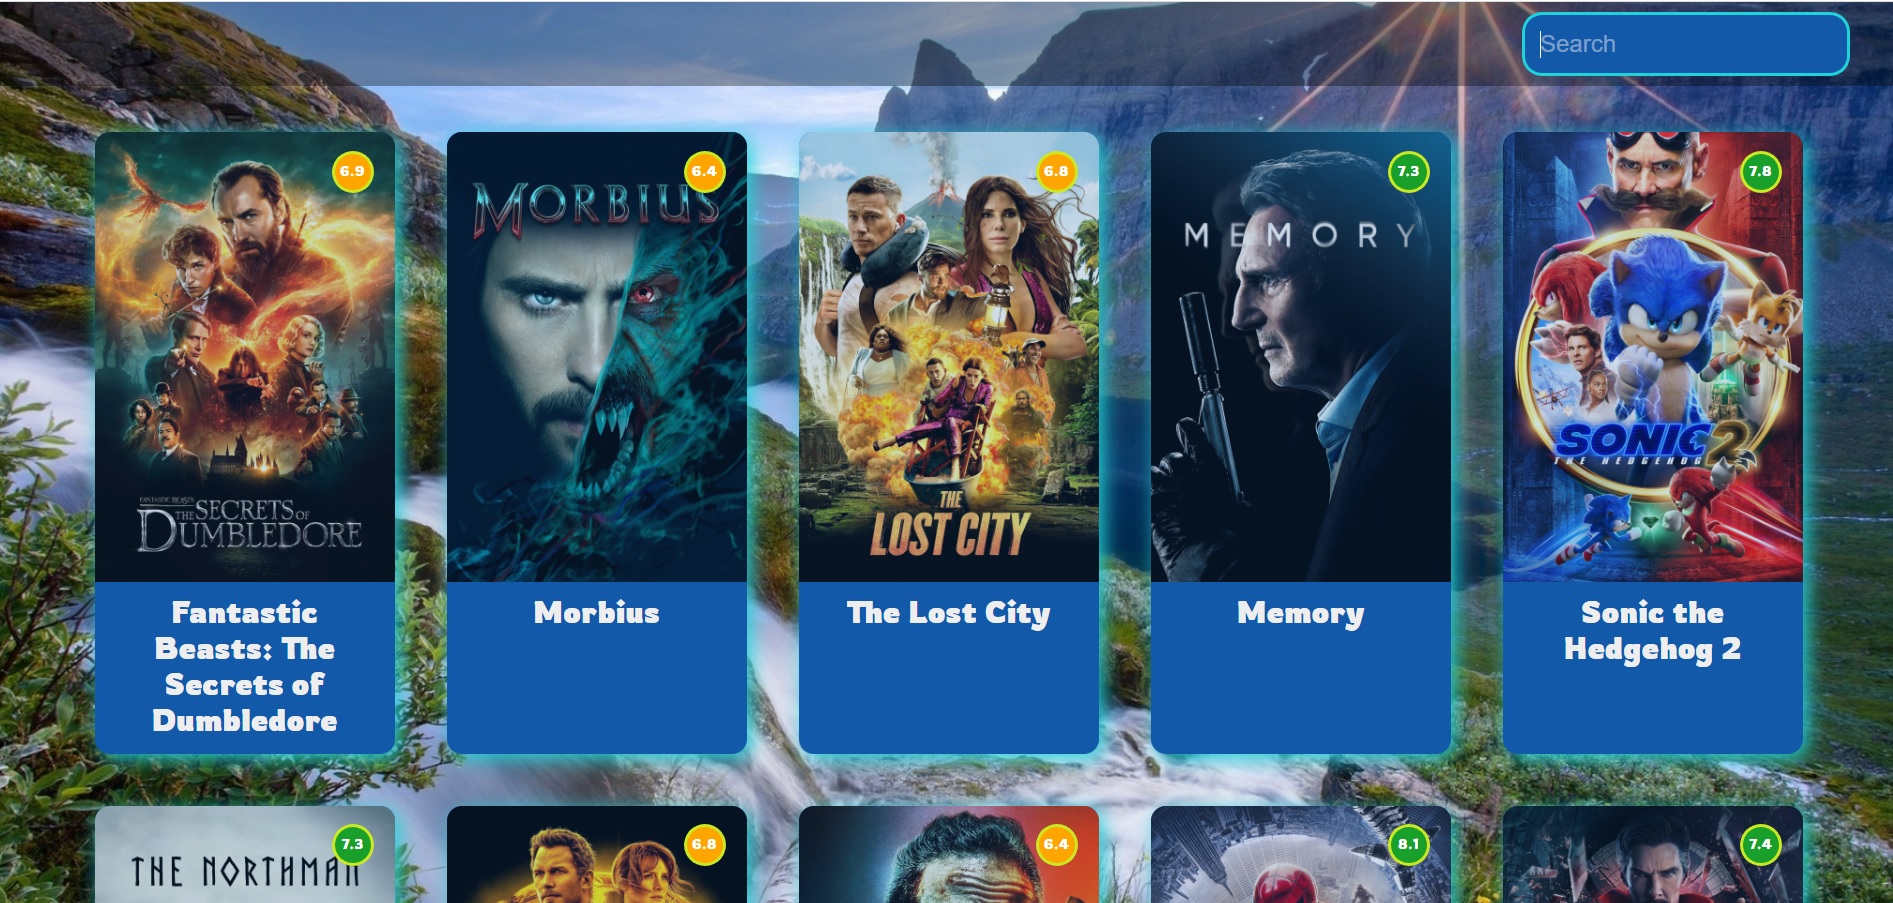 Search
6.9
6.4
6.8
7.3
7.8
MORBIUS
MEMORY
FANTASTIC BEASTS
THE SECRETS OF
DUMBLEDORE
THE
LOST CITY
SONIC 2
THE HEDGEHOG
Fantastic
Beasts: The
Secrets of
Dumbledore
Morbius
The Lost City
Memory
Sonic the
Hedgehog 2
7.3
6.8
6.4
8.1
7.4
THE NORTHMAN